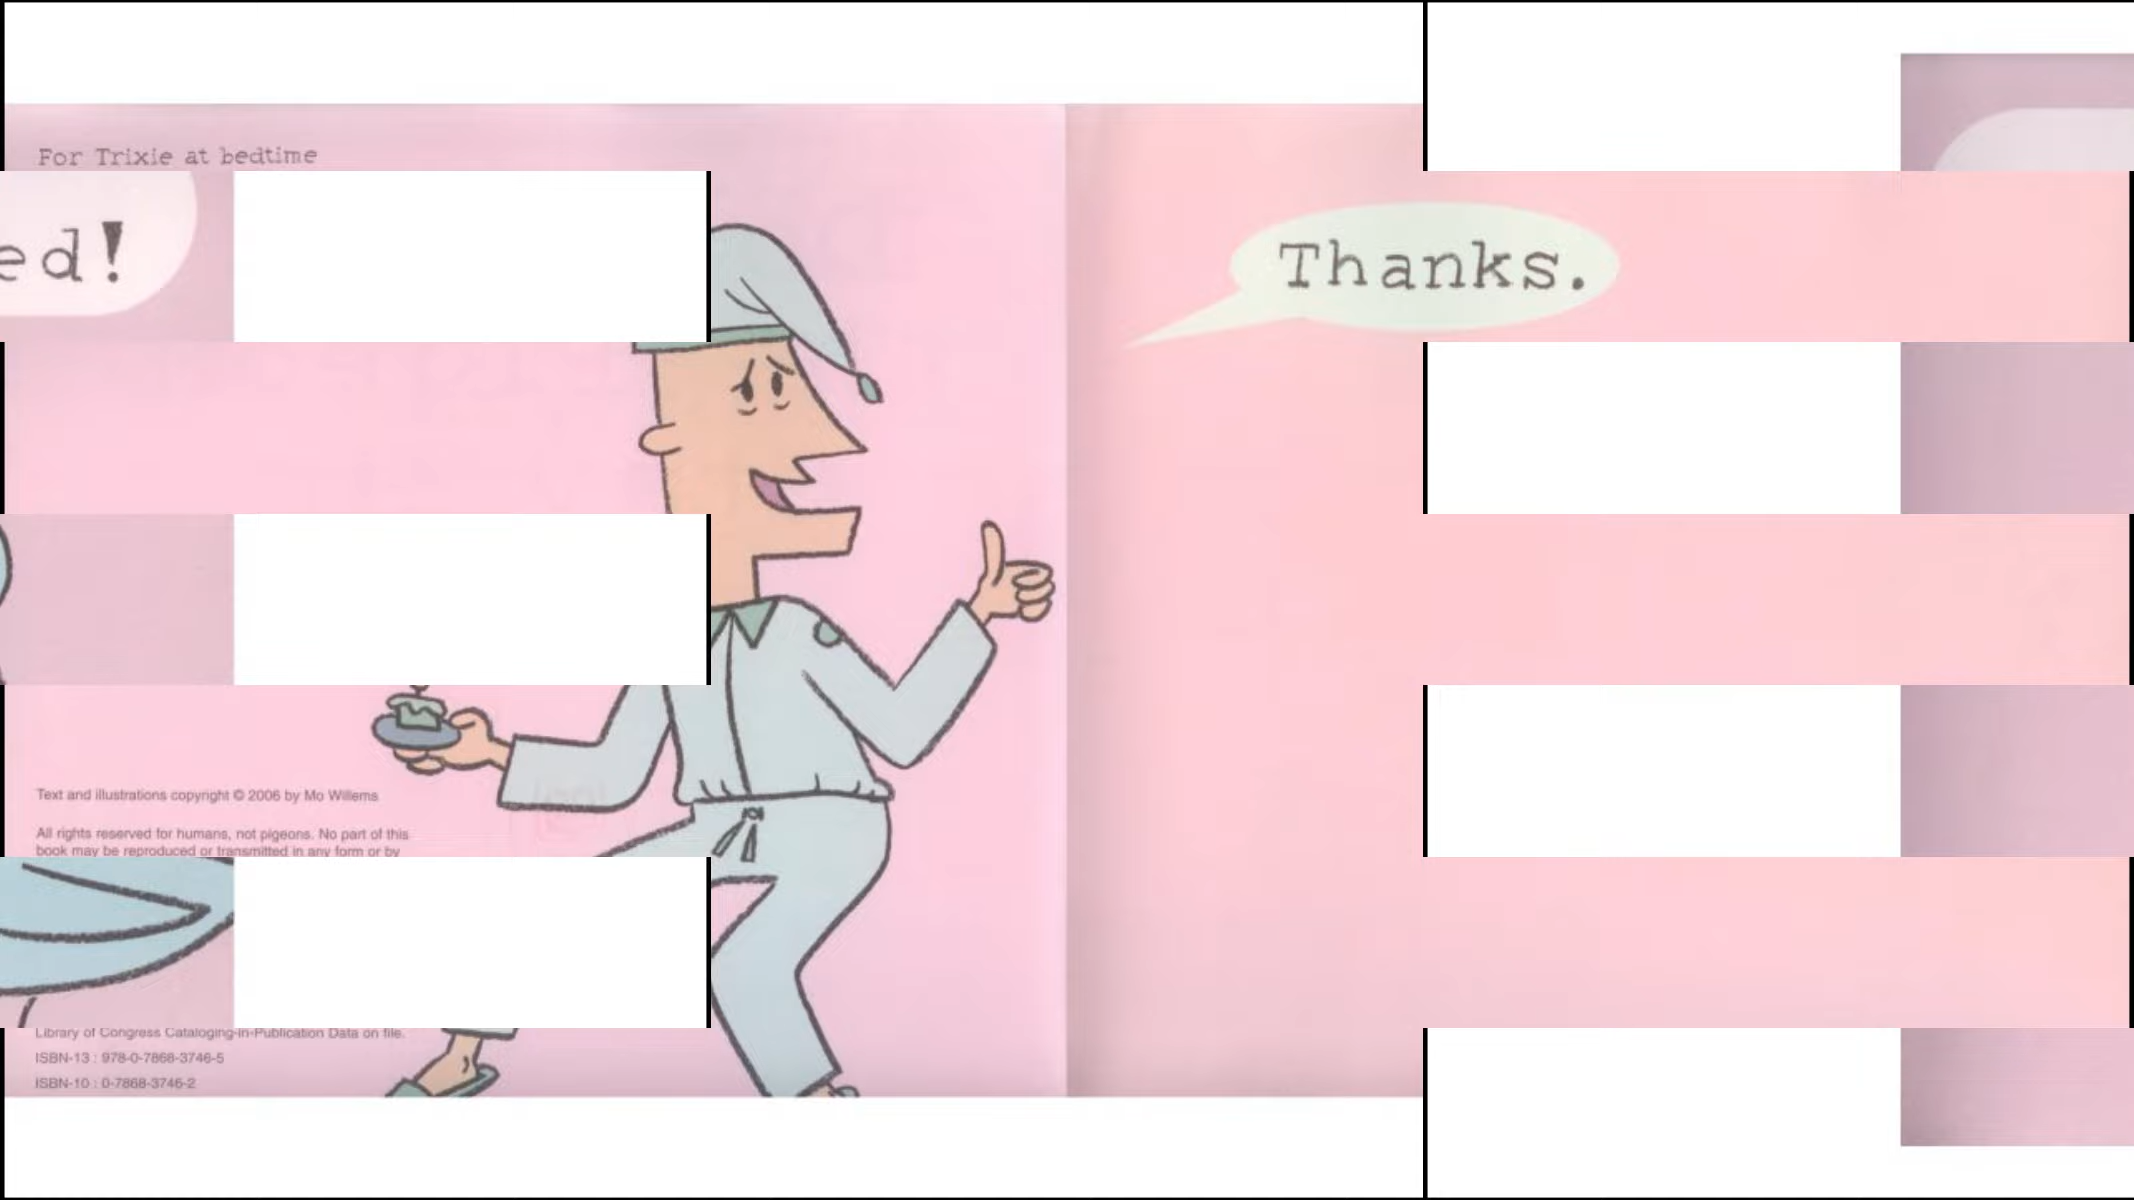 For Trixie at bedtime
ed!
Thanks.
Text and illustrations copyright © 2006 by Mo Willems
All rights reserved for humans, not pigeons. No part of this
book may be reproduced or transmitted in any form or by
Library of Congress Cataloging-in-Publication Data on file.
ISBN-13 : 978-0-7868-3746-5
ISBN-10 : 0-7868-3746-2